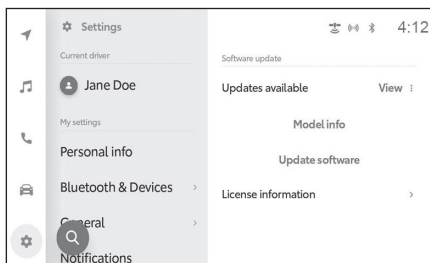 Settings
4:12
Current driver
Jane Doe
My settings
Personal info
Bluetooth & Devices
General
Notifications
Software update
Updates available View
Model info
Update software
License information